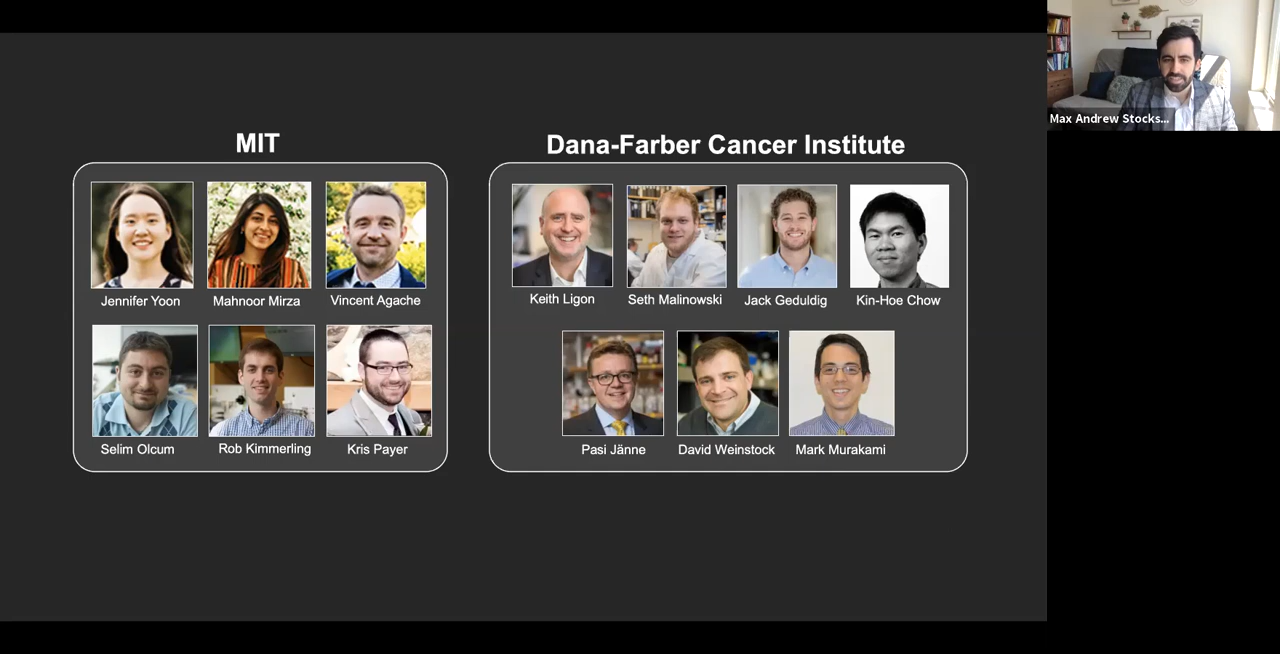 Max Andrew Stocks...
MIT
Dana-Farber Cancer Institute
Jennifer Yoon
Mahnoor Mirza
Vincent Agache
Selim Olcum
Rob Kimmerling
Kris Payer
Keith Ligon
Seth Malinowski
Jack Geduldig
Kin-Hoe Chow
Pasi Jänne
David Weinstock
Mark Murakami